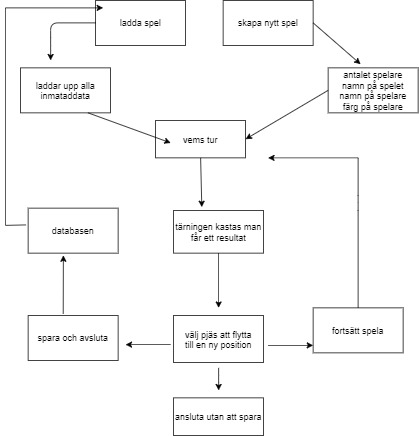 ladda spel
skapa nytt spel
laddar upp alla
inmataddata
antalet spelare
namn på spelet
namn på spelare
färg på spelare
vems tur
databasen
tärningen kastas man
får ett resultat
spara och avsluta
välj pjäs att flytta
till en ny position
fortsätt spela
ansluta utan att spara